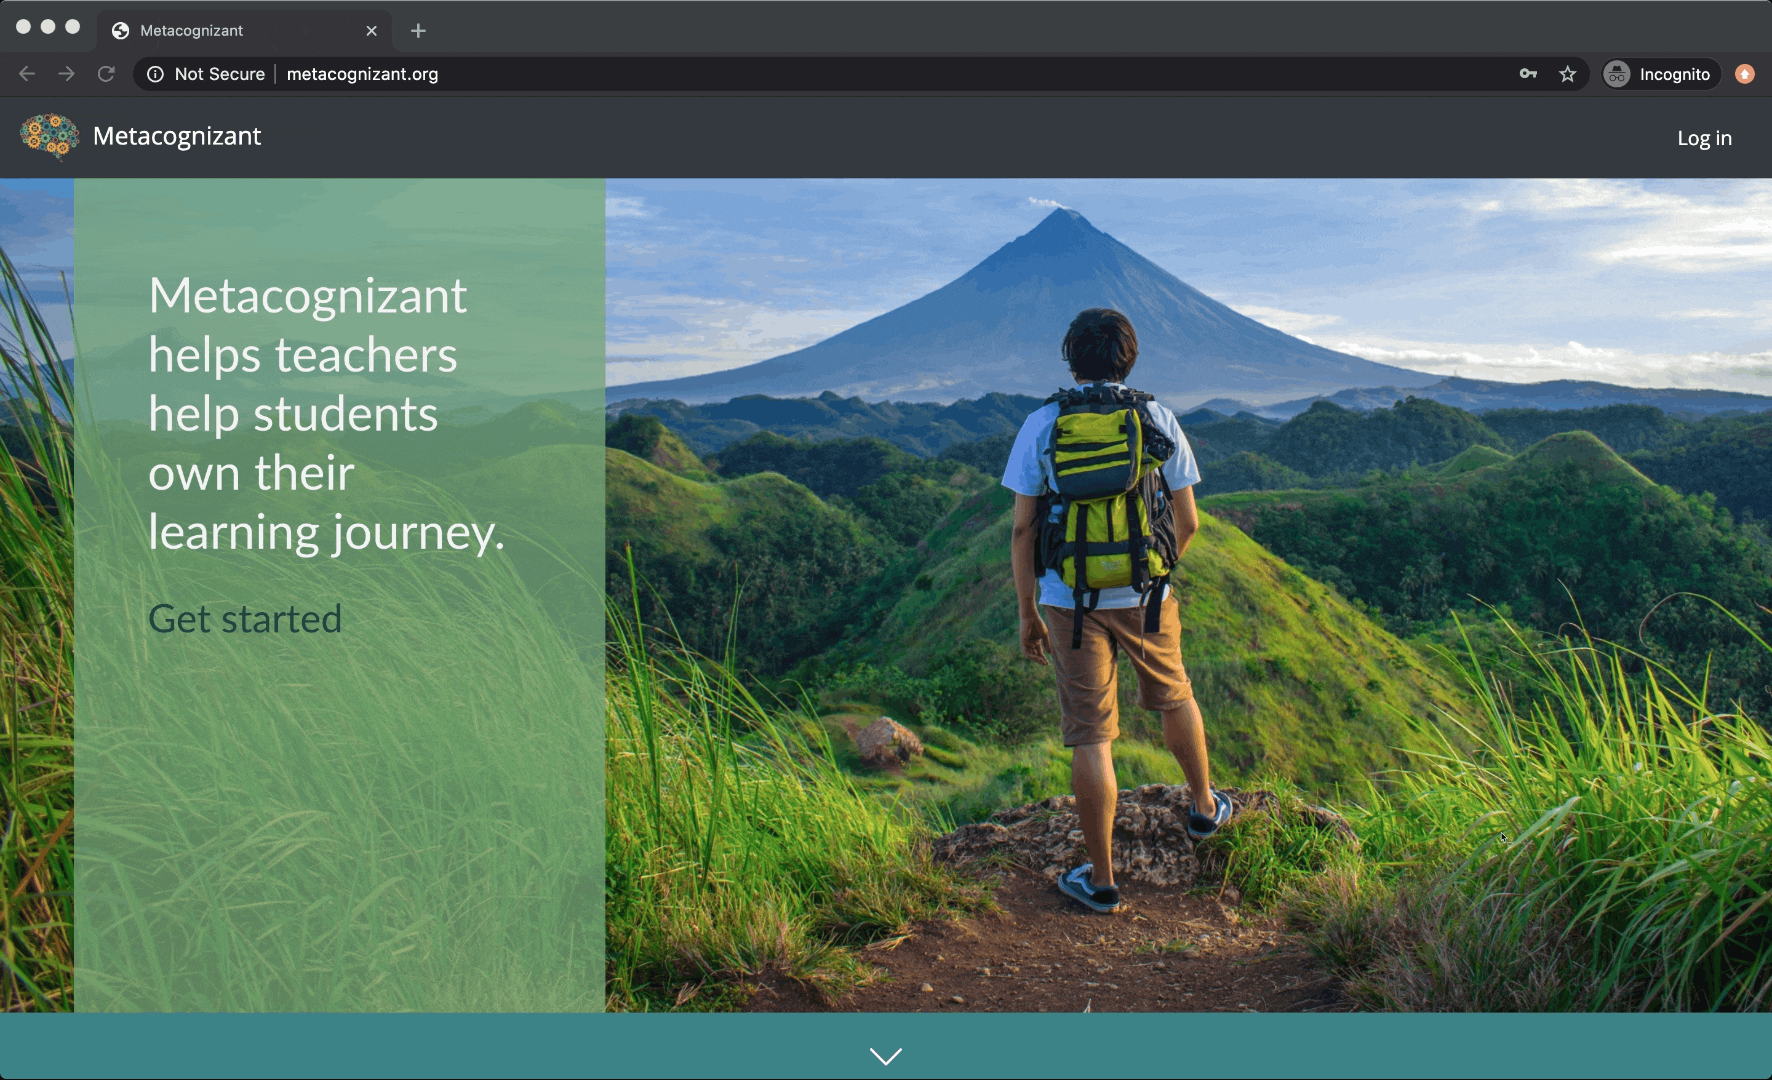 Metacognizant
Not Secure
metacognizant.org
Incognito
Metacognizant
Log in
Metacognizant
helps teachers
help students
own their
learning journey.
Get started